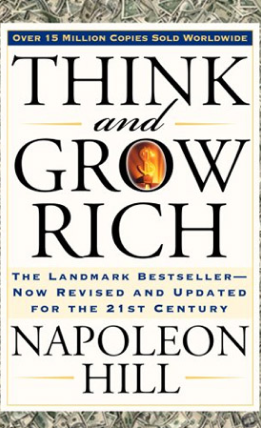 OVER 15 MILLION COPIES SOLD WORLDWIDE
THINK
and
GROW
RICH
THE LANDMARK BESTSELLER—
NOW REVISED AND UPDATED
FOR THE 21ST CENTURY
NAPOLEON
HILL